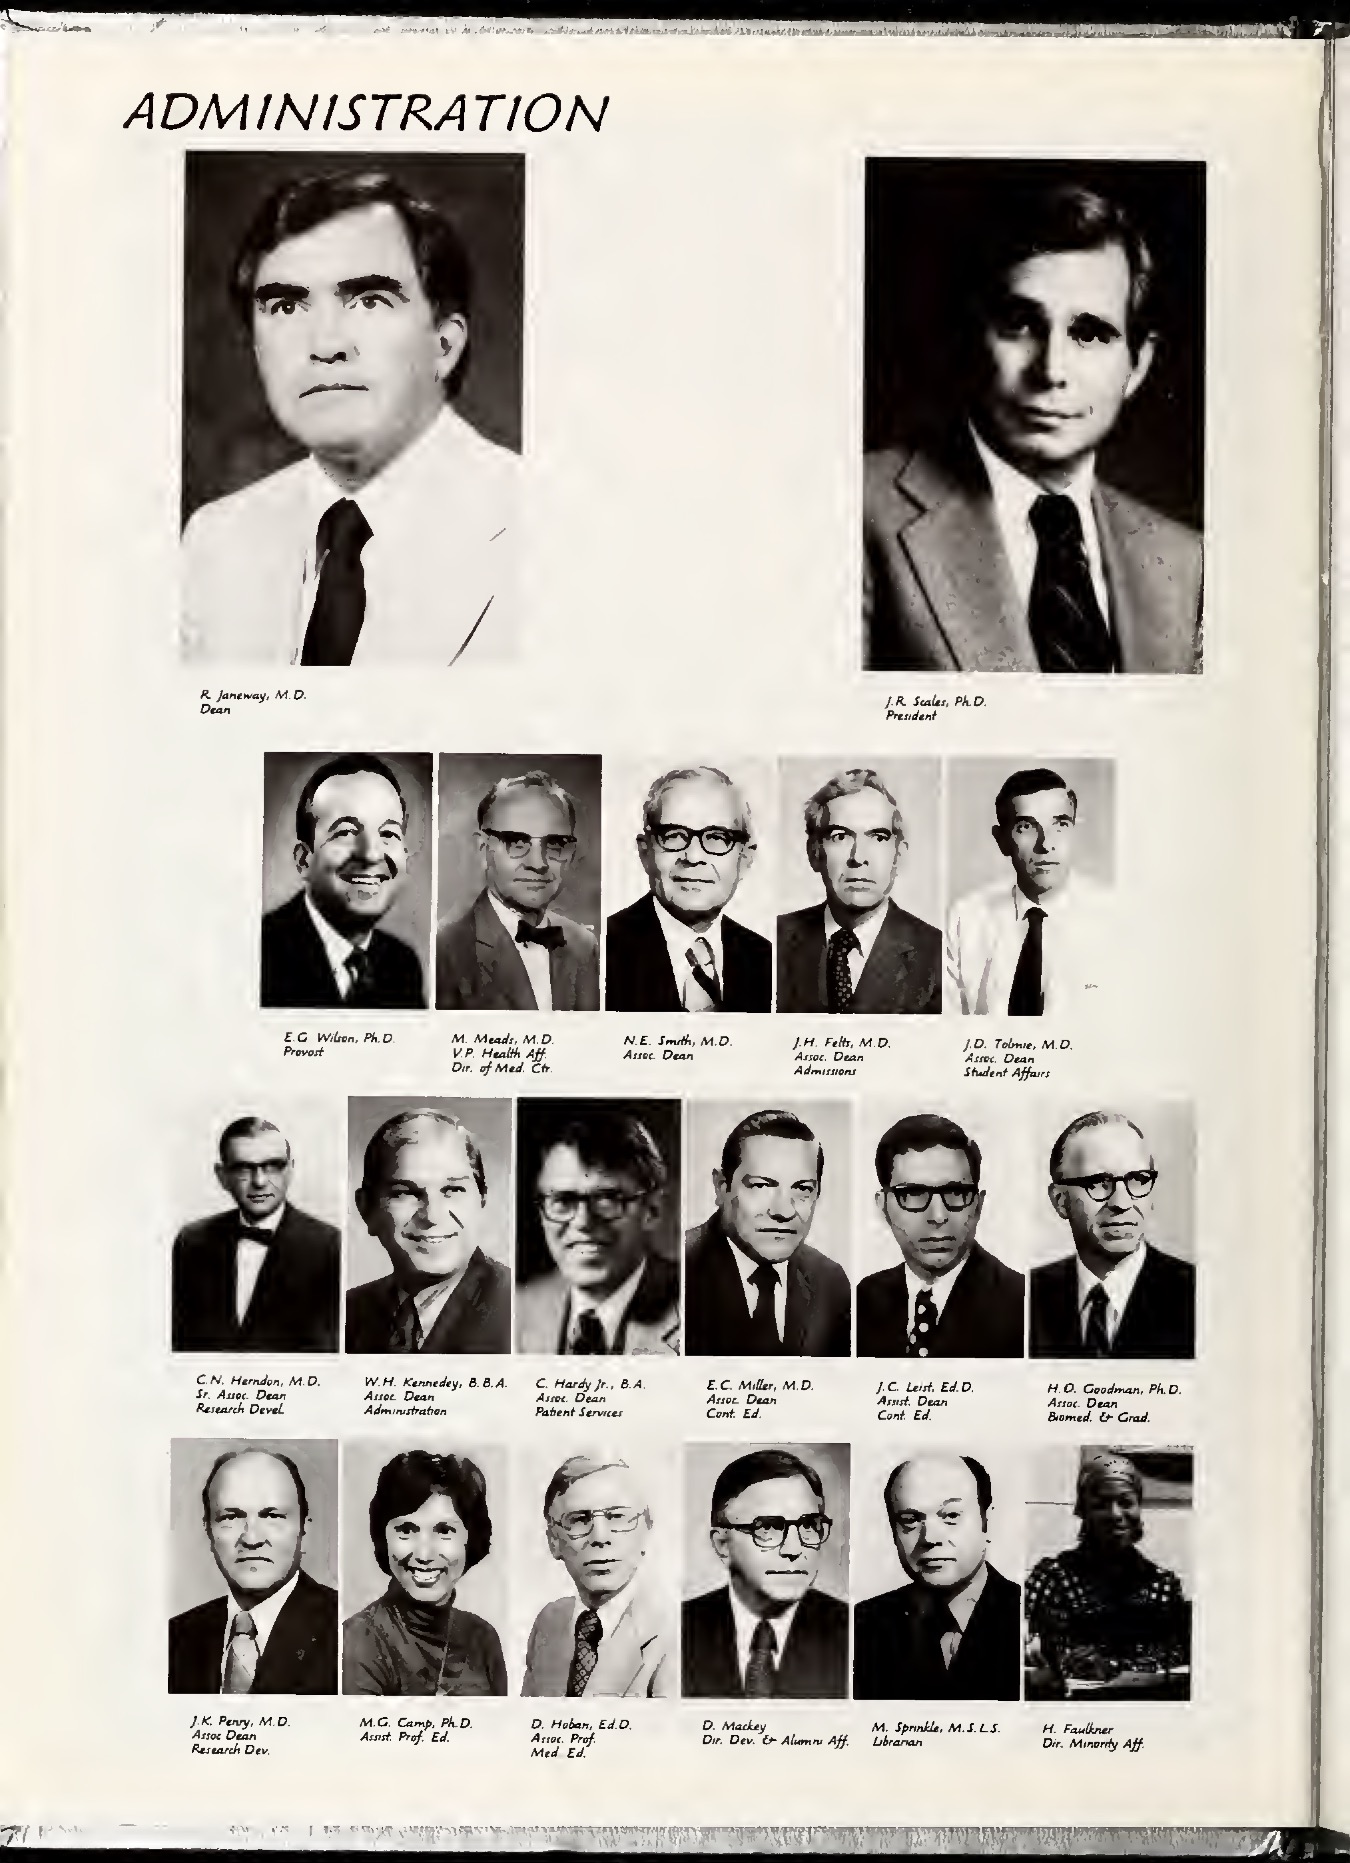 ADMINISTRATION
R. Janeway, M.D.
Dean
J.R. Scales, Ph.D.
President
E.G. Wilson, Ph.D.
Provost
M. Meads, M.D.
V.P. Health Aff.
Dir. of Med. Ctr.
N.E. Smith, M.D.
Assoc. Dean
J.H. Felts, M.D.
Assoc. Dean
Admissions
J.D. Tolmie, M.D.
Assoc. Dean
Student Affairs
C.N. Herndon, M.D.
Sr. Assoc. Dean
Research Devel.
W.H. Kennedey, B.B.A.
Assoc. Dean
Administration
C. Hardy Jr., B.A.
Assoc. Dean
Patient Services
E.C. Miller, M.D.
Assoc. Dean
Cont. Ed.
J.C. Leist, Ed.D.
Assist. Dean
Cont. Ed.
H.O. Goodman, Ph.D.
Assoc. Dean
Biomed. & Grad.
J.K. Penry, M.D.
Assoc Dean
Research Dev.
M.G. Camp, Ph.D.
Assist. Prof. Ed.
D. Hoban, Ed.D.
Assoc. Prof.
Med. Ed.
D. Mackey
Dir. Dev. & Alumni Aff.
M. Sprinkle, M.S.L.S.
Librarian
H. Faulkner
Dir. Minority Aff.